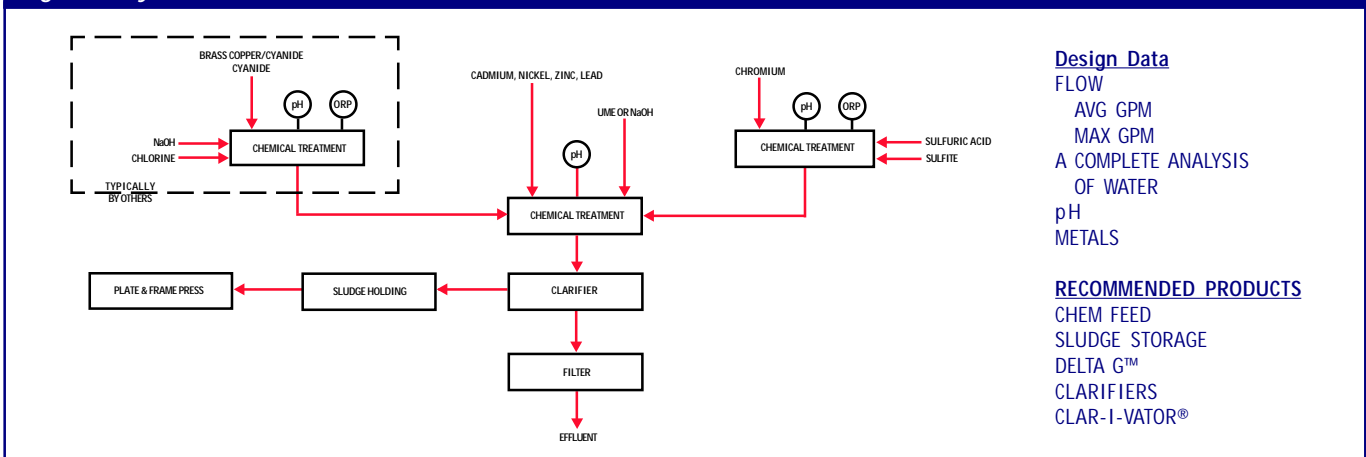 BRASS COPPER/CYANIDE
CYANIDE
pH
ORP
NaOH
CHLORINE
CHEMICAL TREATMENT
TYPICALLY
BY OTHERS
CADMIUM, NICKEL, ZINC, LEAD
UME OR NaOH
pH
CHEMICAL TREATMENT
CHROMIUM
pH
ORP
CHEMICAL TREATMENT
SULFURIC ACID
SULFITE
PLATE & FRAME PRESS
SLUDGE HOLDING
CLARIFIER
FILTER
EFFLUENT
Design Data
FLOW
AVG GPM
MAX GPM
A COMPLETE ANALYSIS
OF WATER
pH
METALS
RECOMMENDED PRODUCTS
CHEM FEED
SLUDGE STORAGE
DELTA G™
CLARIFIERS
CLAR-I-VATOR®